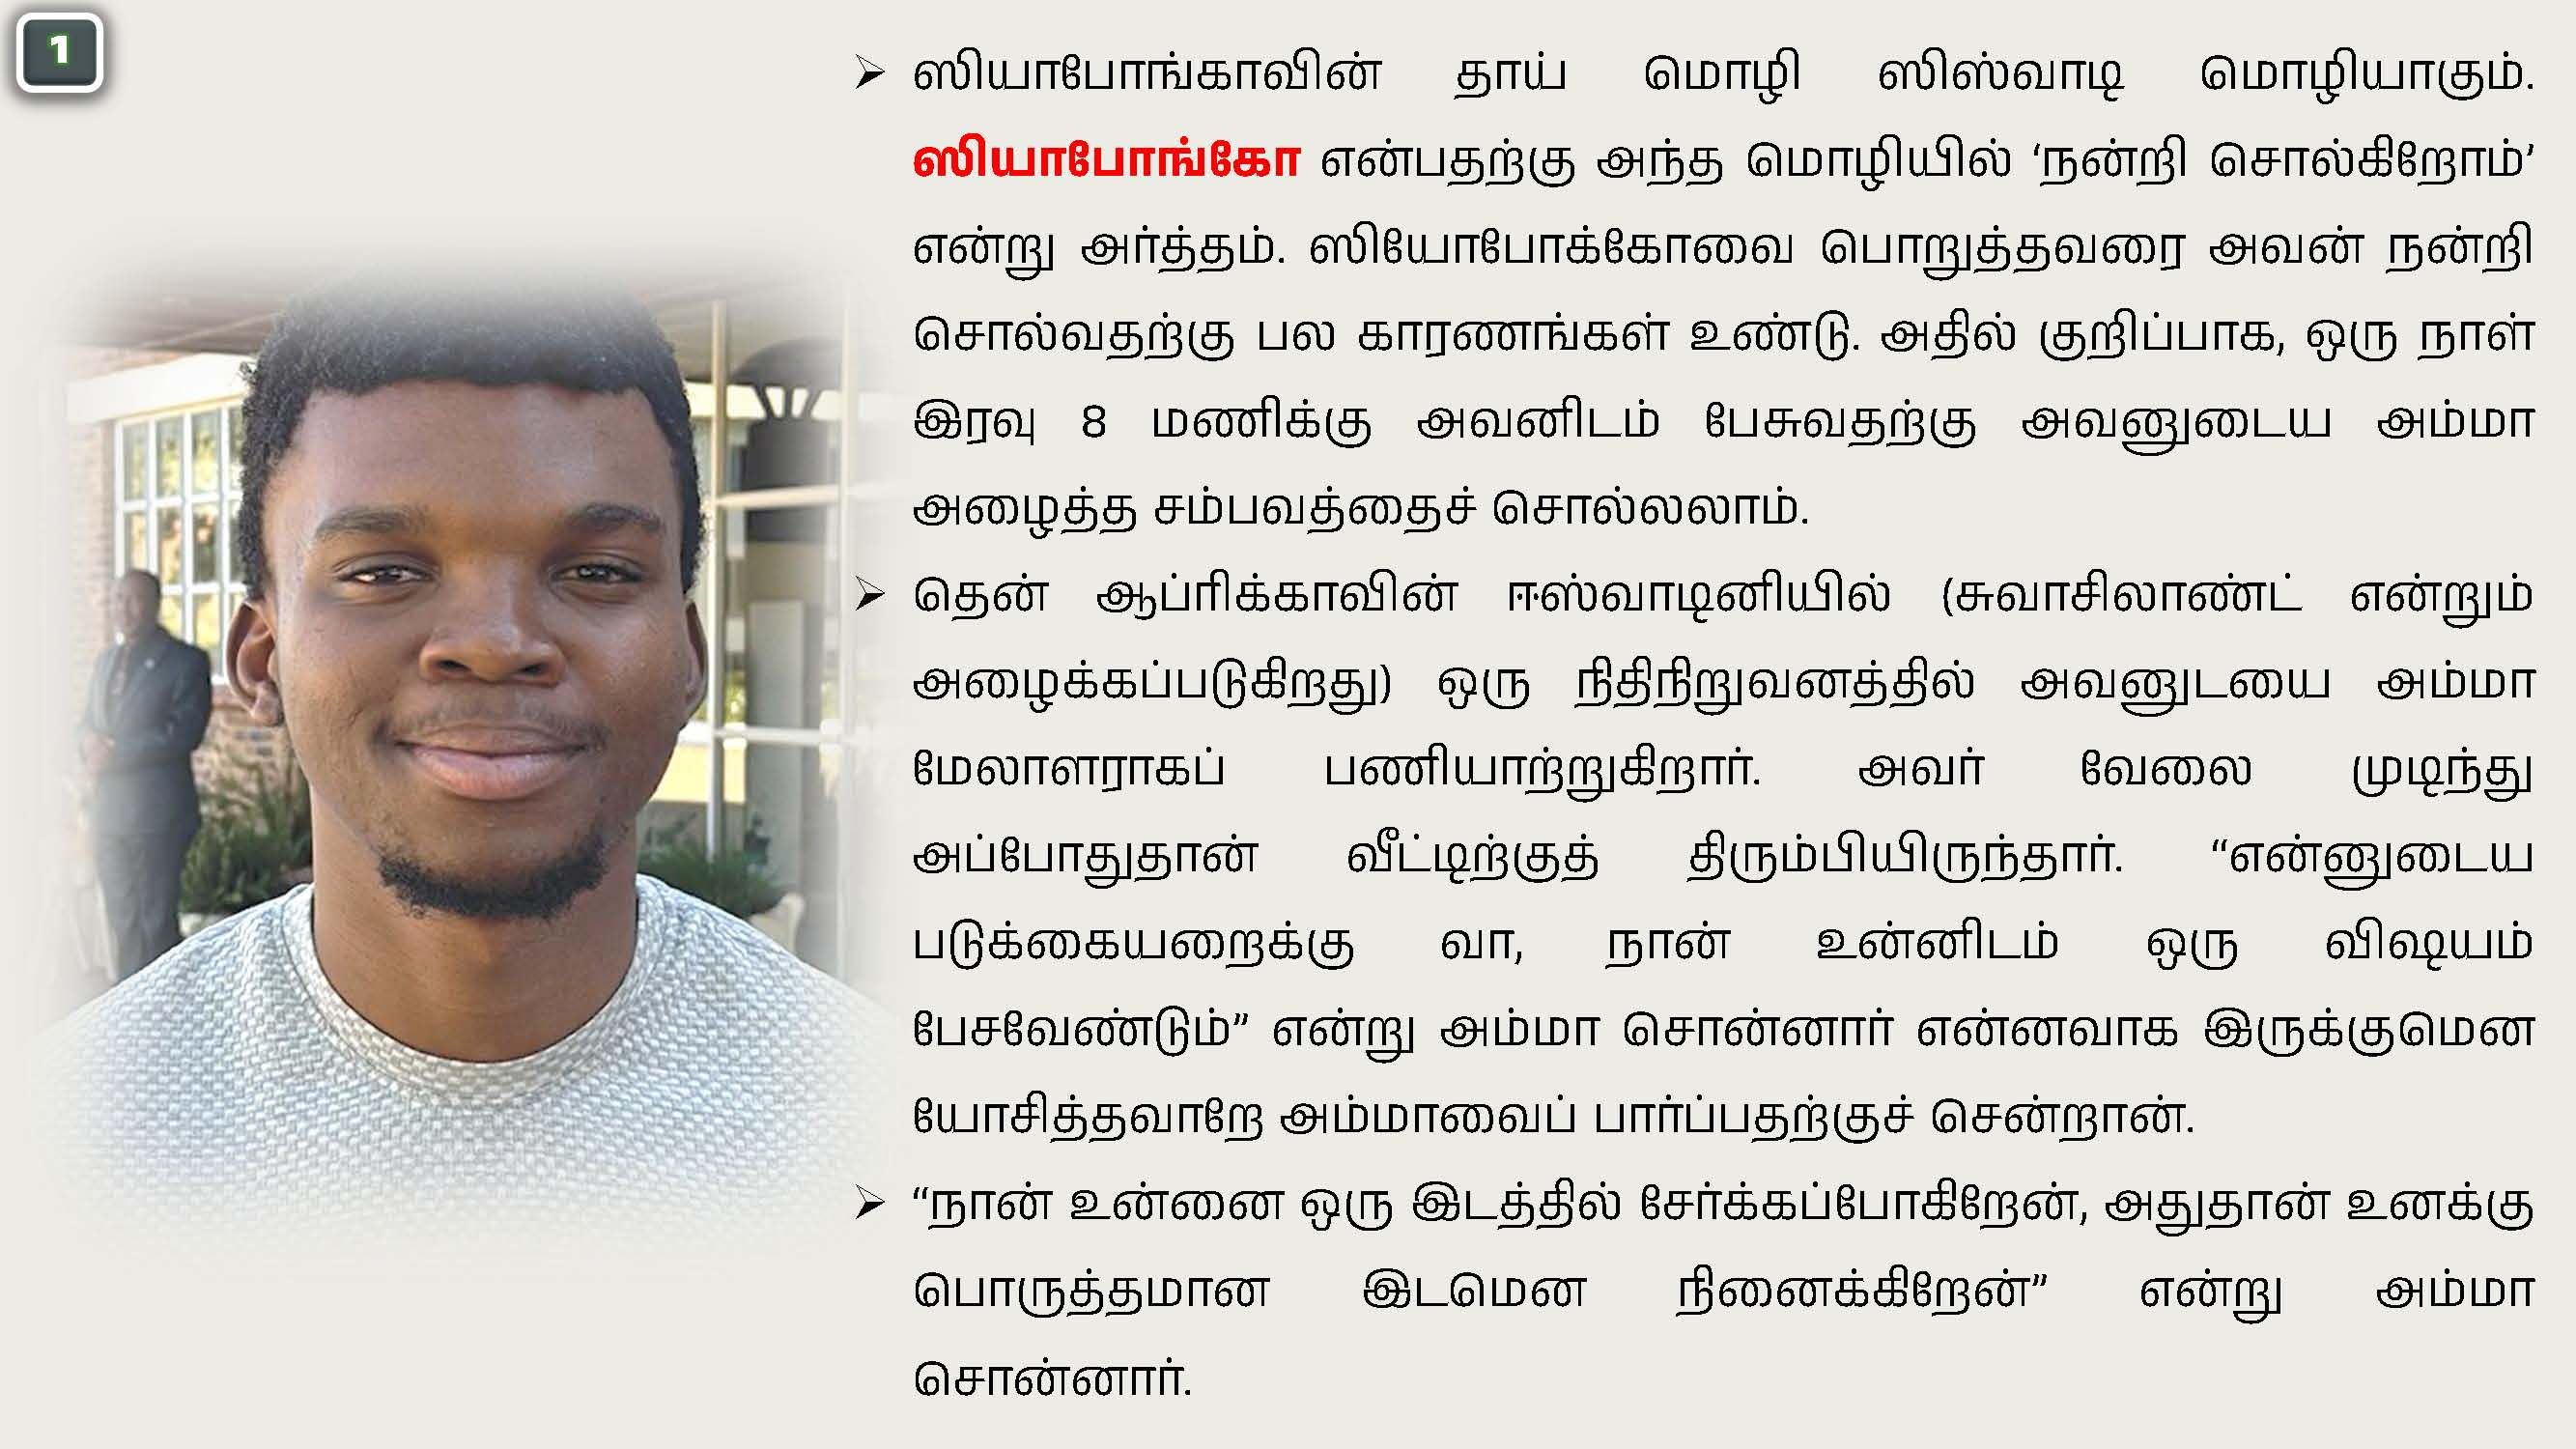 1
➢ ஸியாபோங்காவின் தாய் மொழி ஸிஸ்வாடி மொழியாகும்.
ஸியாபோங்கோ என்பதற்கு அந்த மொழியில் ‘நன்றி சொல்கிறோம்’
என்று அர்த்தம். ஸியோபோக்கோவை பொறுத்தவரை அவன் நன்றி
சொல்வதற்கு பல காரணங்கள் உண்டு. அதில் குறிப்பாக, ஒரு நாள்
இரவு 8 மணிக்கு அவனிடம் பேசுவதற்கு அவனுடைய அம்மா
அழைத்த சம்பவத்தைச் சொல்லலாம்.
➢ தென் ஆப்ரிக்காவின் ஈஸ்வாடினியில் (சுவாசிலாண்ட் என்றும்
அழைக்கப்படுகிறது) ஒரு நிதிநிறுவனத்தில் அவனுடயை அம்மா
மேலாளராகப் பணியாற்றுகிறார். அவர் வேலை முடிந்து
அப்போதுதான் வீட்டிற்குத் திரும்பியிருந்தார். “என்னுடைய
படுக்கையறைக்கு வா, நான் உன்னிடம் ஒரு விஷயம்
பேசவேண்டும்” என்று அம்மா சொன்னார் என்னவாக இருக்குமென
யோசித்தவாறே அம்மாவைப் பார்ப்பதற்குச் சென்றான்.
➢ “நான் உன்னை ஒரு இடத்தில் சேர்க்கப்போகிறேன், அதுதான் உனக்கு
பொருத்தமான இடமென நினைக்கிறேன்” என்று அம்மா
சொன்னார்.